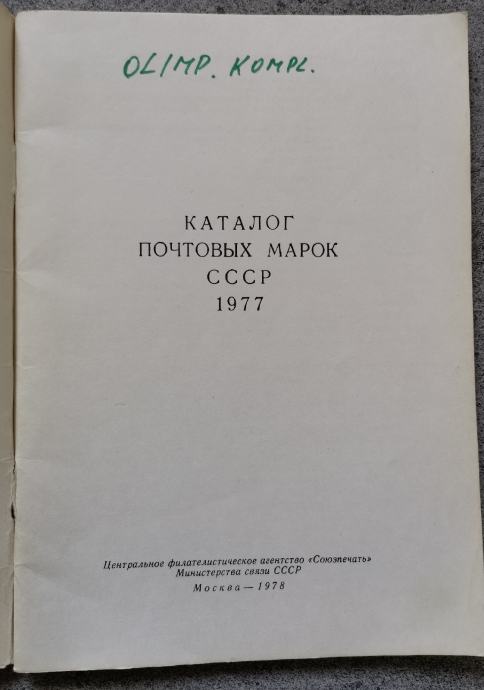 OLIMP. KOMPL.
КАТАЛОГ
ПОЧТОВЫХ МАРОК
СССР
1977
Центральное филателистическое агентство «Союзпечать»
Министерства связи СССР
Москва — 1978